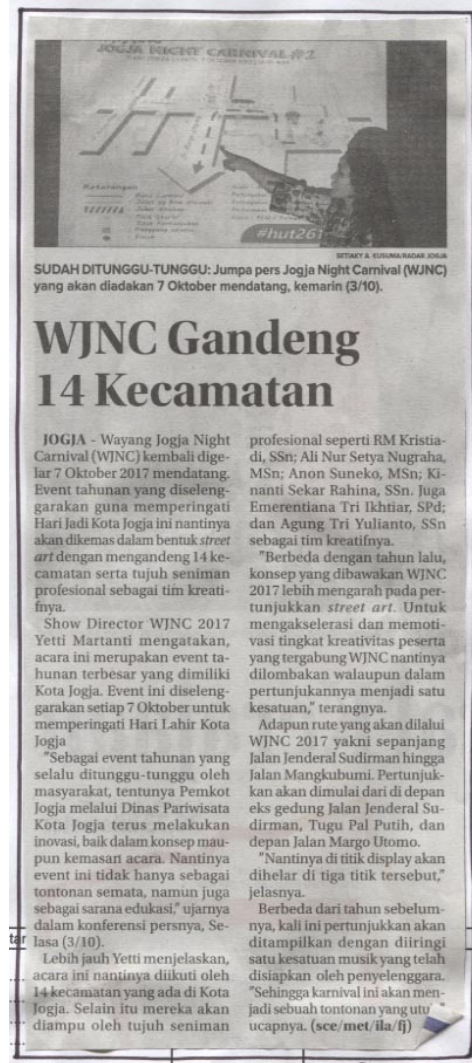 JOGJA NIGHT CARNIVAL #2
Keterangan
#hut261
SETIAKY A. KUSUMA/RADAR JOGJA
SUDAH DITUNGGU-TUNGGU: Jumpa pers Jogja Night Carnival (WJNC)
yang akan diadakan 7 Oktober mendatang, kemarin (3/10).
WJNC Gandeng
14 Kecamatan
JOGJA - Wayang Jogja Night
Carnival (WJNC) kembali dige-
lar 7 Oktober 2017 mendatang.
Event tahunan yang diseleng-
garakan guna memperingati
Hari Jadi Kota Jogja ini nantinya
akan dikemas dalam bentuk street
art dengan mengandeng 14 ke-
camatan serta tujuh seniman
profesional sebagai tim kreati-
fnya.
Show Director WJNC 2017
Yetti Martanti mengatakan,
acara ini merupakan event ta-
hunan terbesar yang dimiliki
Kota Jogja. Event ini diseleng-
garakan setiap 7 Oktober untuk
memperingati Hari Lahir Kota
Jogja
"Sebagai event tahunan yang
selalu ditunggu-tunggu oleh
masyarakat, tentunya Pemkot
Jogja melalui Dinas Pariwisata
Kota Jogja terus melakukan
inovasi, baik dalam konsep mau-
pun kemasan acara. Nantinya
event ini tidak hanya sebagai
tontonan semata, namun juga
sebagai sarana edukasi," ujarnya
dalam konferensi persnya, Se-
lasa (3/10).
Lebih jauh Yetti menjelaskan,
acara ini nantinya diikuti oleh
14 kecamatan yang ada di Kota
Jogja. Selain itu mereka akan
diampu oleh tujuh seniman
profesional seperti RM Kristia-
di, SSn; Ali Nur Setya Nugraha,
MSn; Anon Suneko, MSn; Ki-
nanti Sekar Rahina, SSn. Juga
Emerentiana Tri Ikhtiar, SPd;
dan Agung Tri Yulianto, SSn
sebagai tim kreatifnya.
"Berbeda dengan tahun lalu,
konsep yang dibawakan WJNC
2017 lebih mengarah pada per-
tunjukkan street art. Untuk
mengakselerasi dan memoti-
vasi tingkat kreativitas peserta
yang tergabung WJNC nantinya
dilombakan walaupun dalam
pertunjukannya menjadi satu
kesatuan," terangnya.
Adapun rute yang akan dilalui
WJNC 2017 yakni sepanjang
Jalan Jenderal Sudirman hingga
Jalan Mangkubumi. Pertunjuk-
kan akan dimulai dari di depan
eks gedung Jalan Jenderal Su-
dirman, Tugu Pal Putih, dan
depan Jalan Margo Utomo.
"Nantinya di titik display akan
dihelar di tiga titik tersebut,"
jelasnya.
Berbeda dari tahun sebelum-
nya, kali ini pertunjukkan akan
ditampilkan dengan diiringi
satu kesatuan musik yang telah
disiapkan oleh penyelenggara.
"Sehingga karnival ini akan men-
jadi sebuah tontonan yang utu
ucapnya. (sce/met/ila/fj)
tar